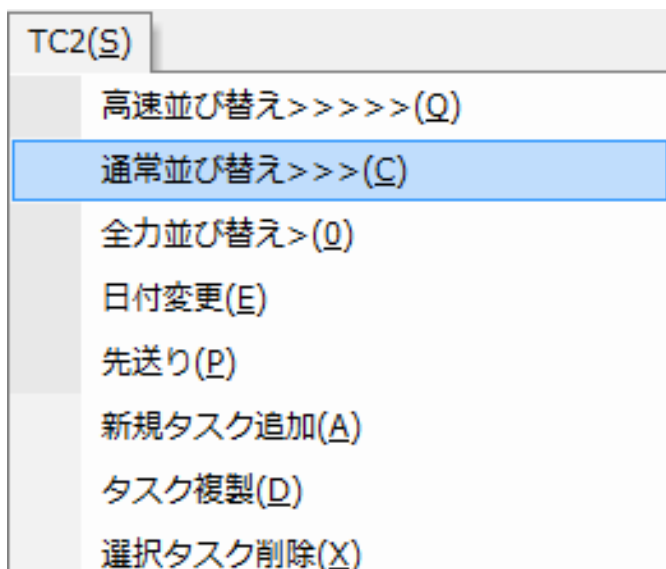 TC2(S)
高速並び替え>>>>>(Q)
通常並び替え>>>(C)
全力並び替え>(0)
日付変更(E)
先送り(P)
新規タスク追加(A)
タスク複製(D)
選択タスク削除(X)